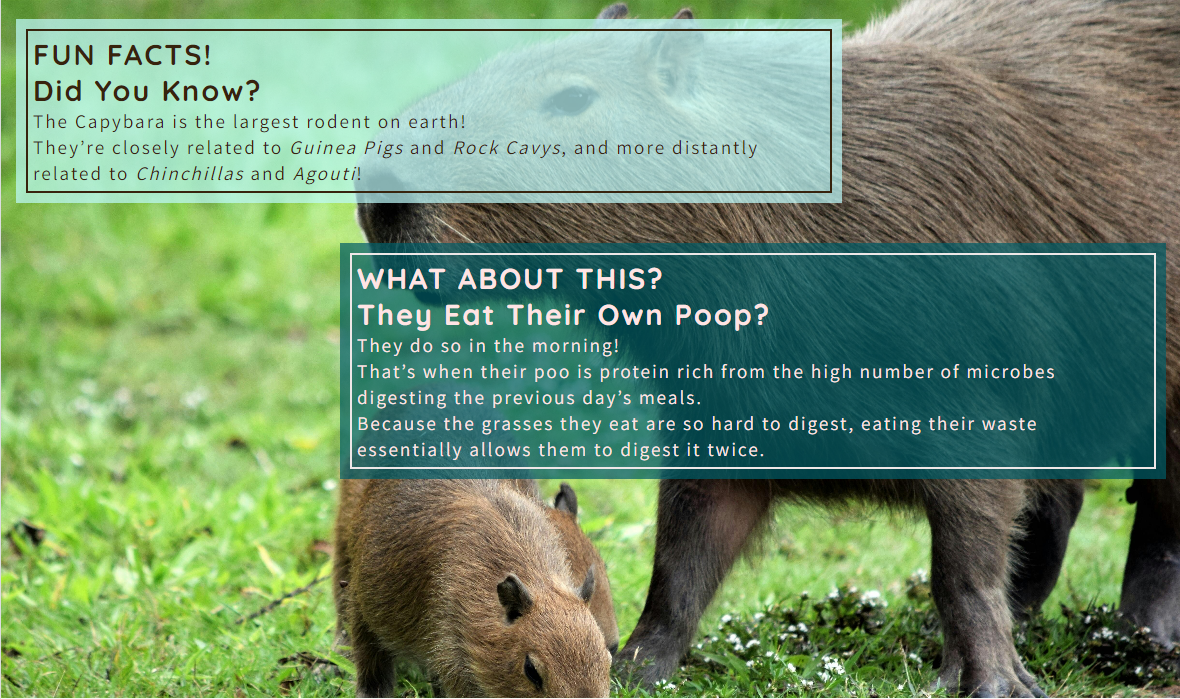 FUN FACTS!
Did You Know?
The Capybara is the largest rodent on earth!
They’re closely related to Guinea Pigs and Rock Cavys, and more distantly
related to Chinchillas and Agouti!
WHAT ABOUT THIS?
They Eat Their Own Poop?
They do so in the morning!
That’s when their poo is protein rich from the high number of microbes
digesting the previous day’s meals.
Because the grasses they eat are so hard to digest, eating their waste
essentially allows them to digest it twice.